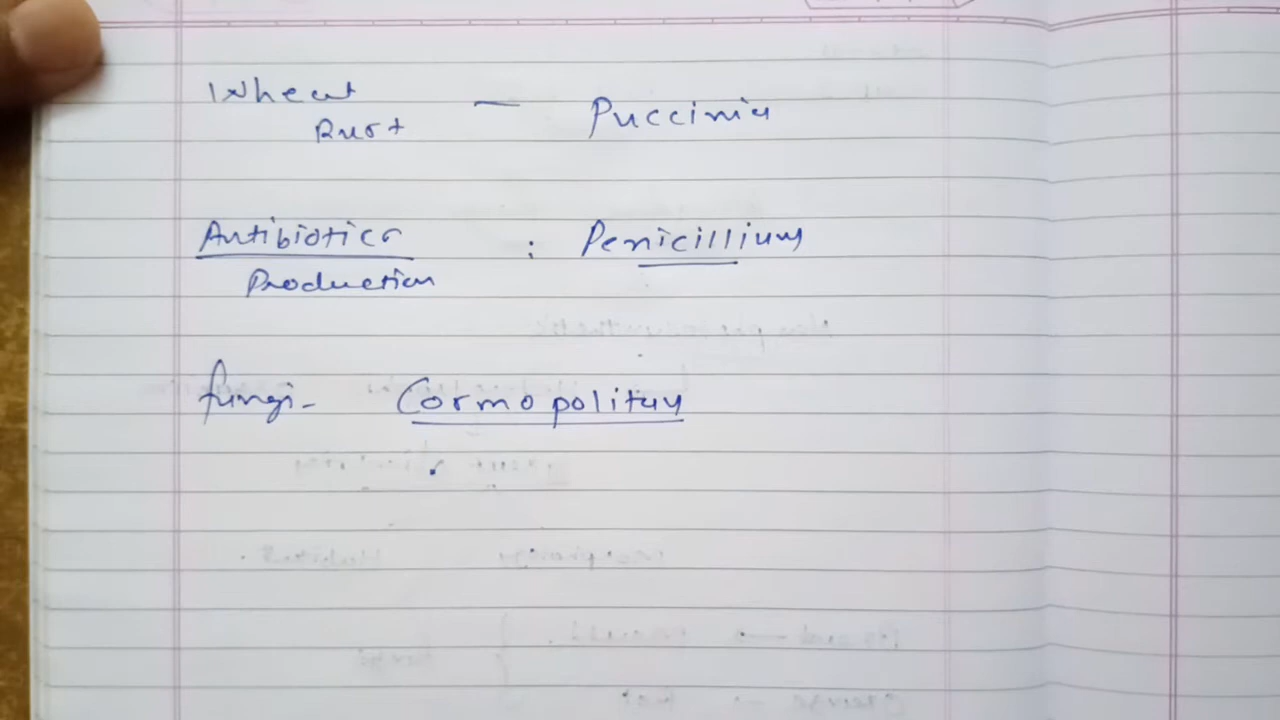 Wheat — Puccinia
Rust
Antibiotics : Penicillium
Production
fungi - Cosmopolitan